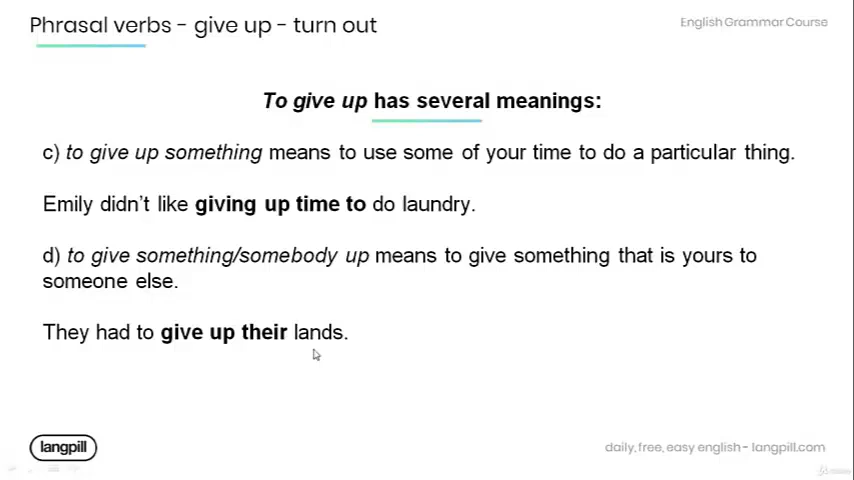 Phrasal verbs - give up - turn out
English Grammar Course
To give up has several meanings:
c) to give up something means to use some of your time to do a particular thing.
Emily didn't like giving up time to do laundry.
d) to give something/somebody up means to give something that is yours to
someone else.
They had to give up their lands.
langpill
daily, free, easy english - langpill.com